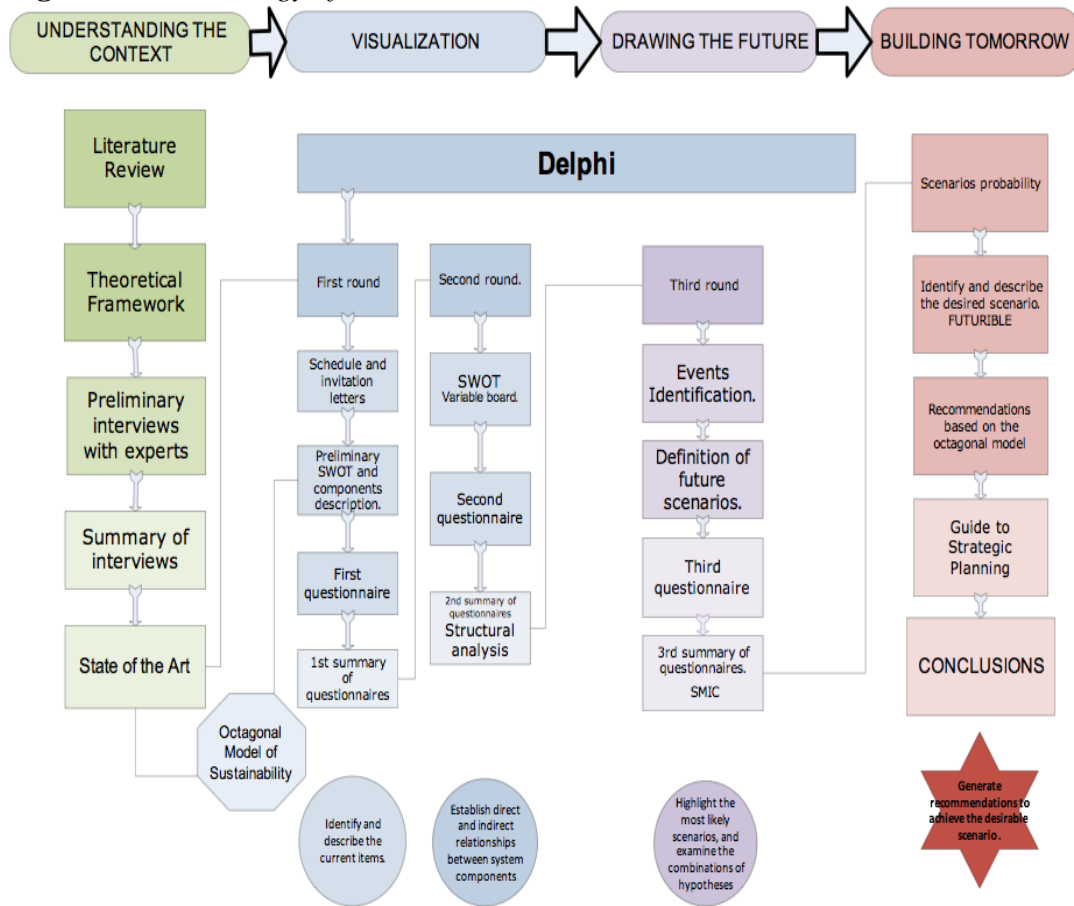 UNDERSTANDING THE
CONTEXT
VISUALIZATION
DRAWING THE FUTURE
BUILDING TOMORROW
Literature
Review
Theoretical
Framework
Preliminary
interviews
with experts
Summary of
interviews
State of the Art
Octagonal
Model of
Sustainability
Delphi
First round
Schedule and
invitation
letters
Preliminary
SWOT and
components
description.
First
questionnaire
1st summary
of
questionnaires
Second round.
SWOT
Variable board.
Second
questionnaire
2nd summary of
questionnaires
Structural
analysis
Third round
Events
Identification.
Definition of
future
scenarios.
Third
questionnaire
3rd summary of
questionnaires.
SMIC
Scenarios probability
Identify and describe
the desired scenario.
FUTURIBLE
Recommendations
based on the
octagonal model
Guide to
Strategic
Planning
CONCLUSIONS
Identify and
describe the
current items.
Establish direct
and indirect
relationships
between system
components
Highlight the
most likely
scenarios, and
examine the
combinations of
hypotheses
Generate
recommendations to
achieve the desirable
scenario.